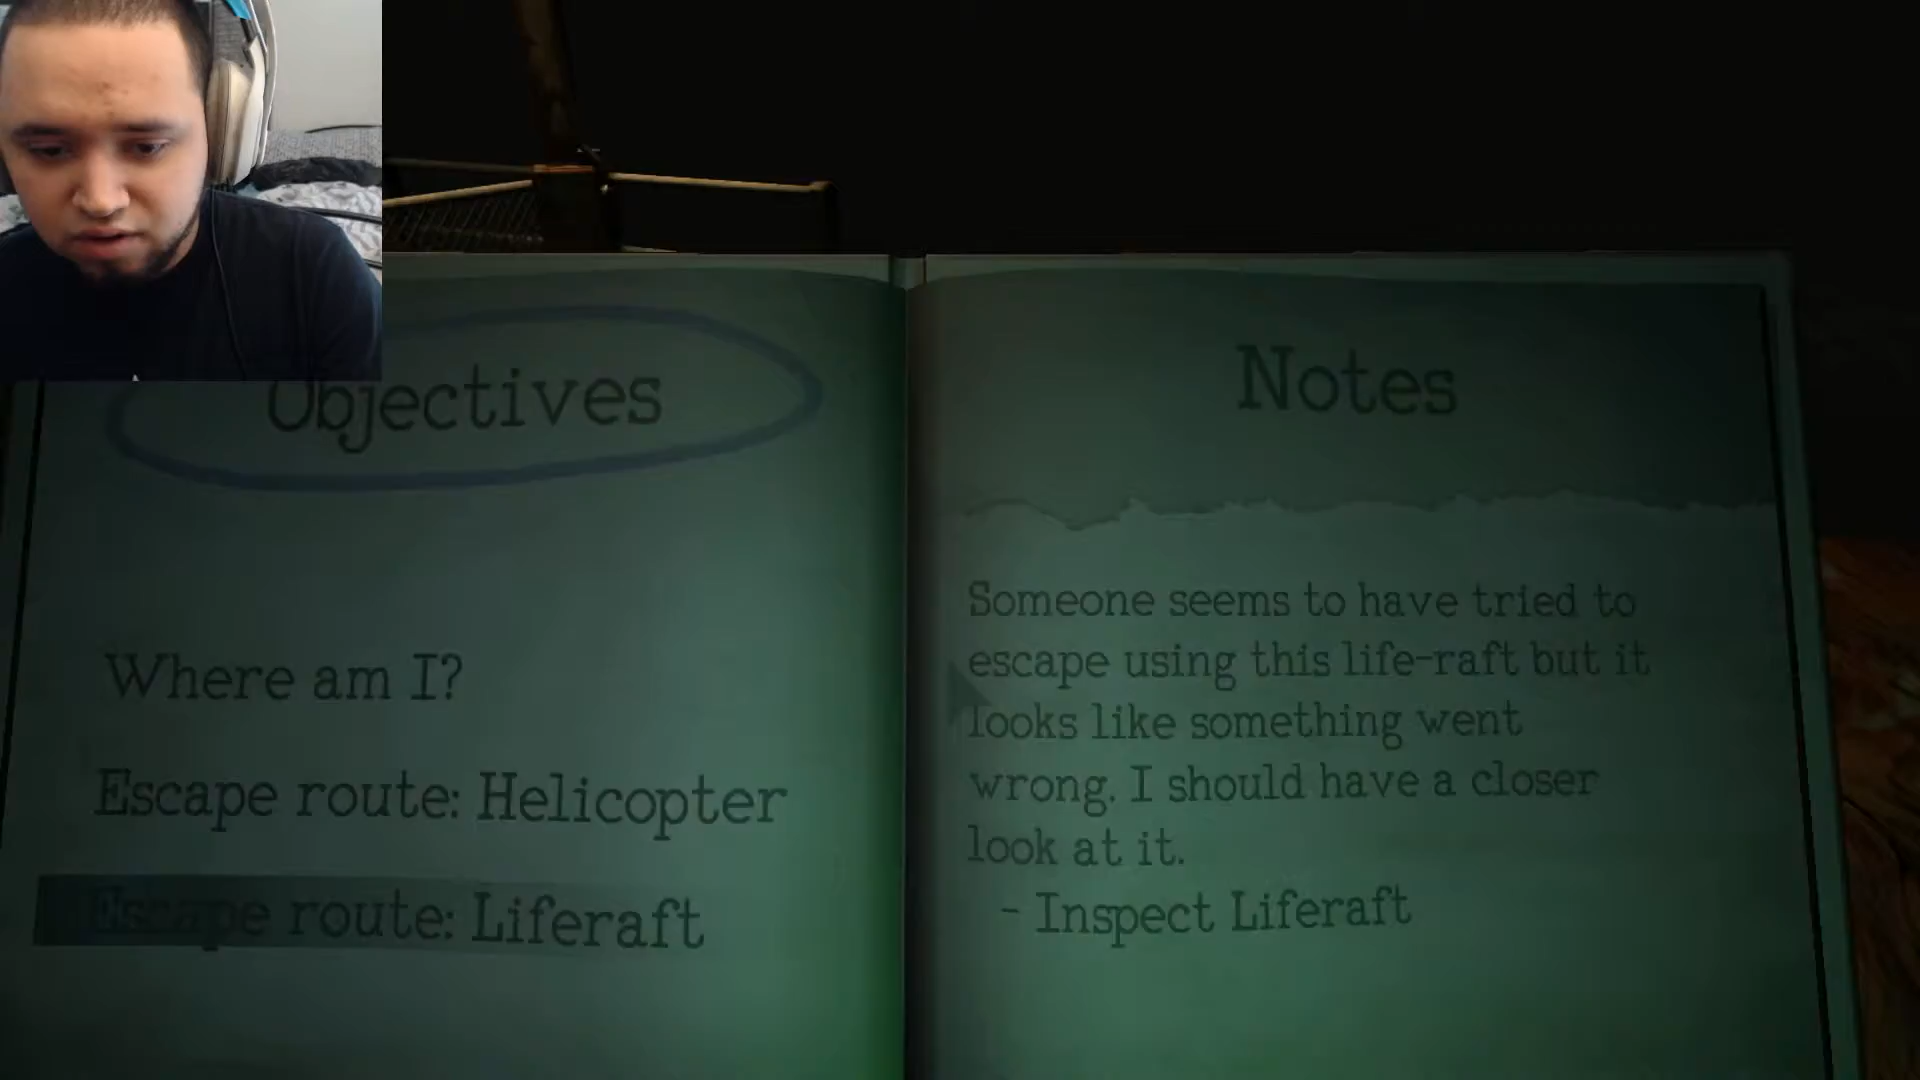 Objectives
Where am I?
Escape route: Helicopter
Escape route: Liferaft
Notes
Someone seems to have tried to
escape using this life-raft but it
looks like something went
wrong. I should have a closer
look at it.
- Inspect Liferaft